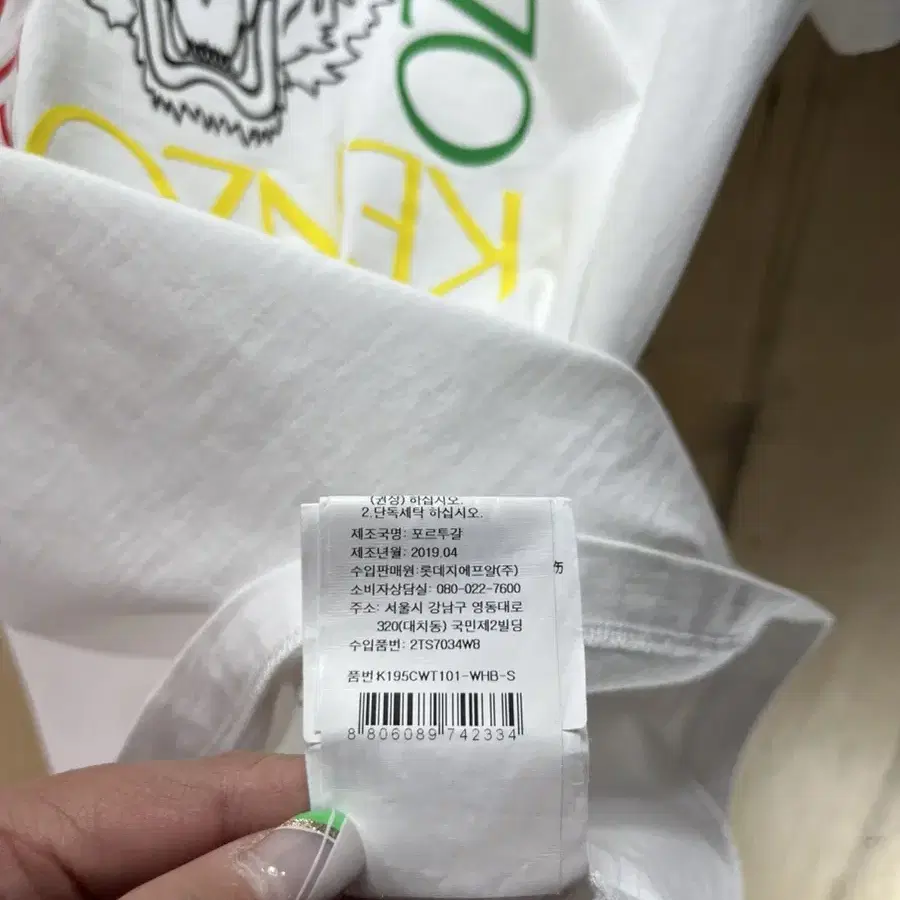 ZO
KENZO
(권장) 하십시오.
2.단독세탁 하십시오.
제조국명: 포르투갈
제조년월: 2019.04
수입판매원: 롯데지에프알(주)
소비자상담실: 080-022-7600
주소: 서울시 강남구 영동대로
320(대치동) 국민제2빌딩
수입품번: 2TS7034W8
품번:K195CWT101-WHB-S
8 806089 742334